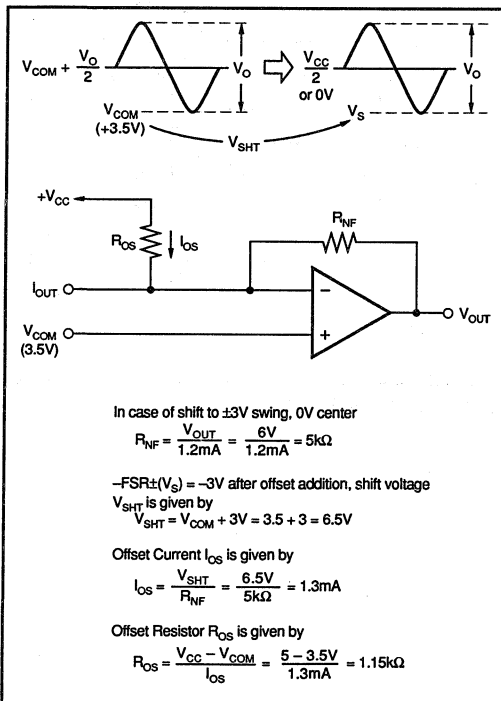 V_COM + V_O/2
V_O
V_COM
(+3.5V)
V_SHT
V_CC/2
or 0V
V_S
V_O
+V_CC
R_OS
I_OS
R_NF
I_OUT
−
V_COM
(3.5V)
+
V_OUT
In case of shift to ±3V swing, 0V center
R_NF = V_OUT/1.2mA = 6V/1.2mA = 5kΩ
–FSR±(V_S) = –3V after offset addition, shift voltage
V_SHT is given by
V_SHT = V_COM + 3V = 3.5 + 3 = 6.5V
Offset Current I_OS is given by
I_OS = V_SHT/R_NF = 6.5V/5kΩ = 1.3mA
Offset Resistor R_OS is given by
R_OS = V_CC – V_COM/I_OS = 5 – 3.5V/1.3mA = 1.15kΩ